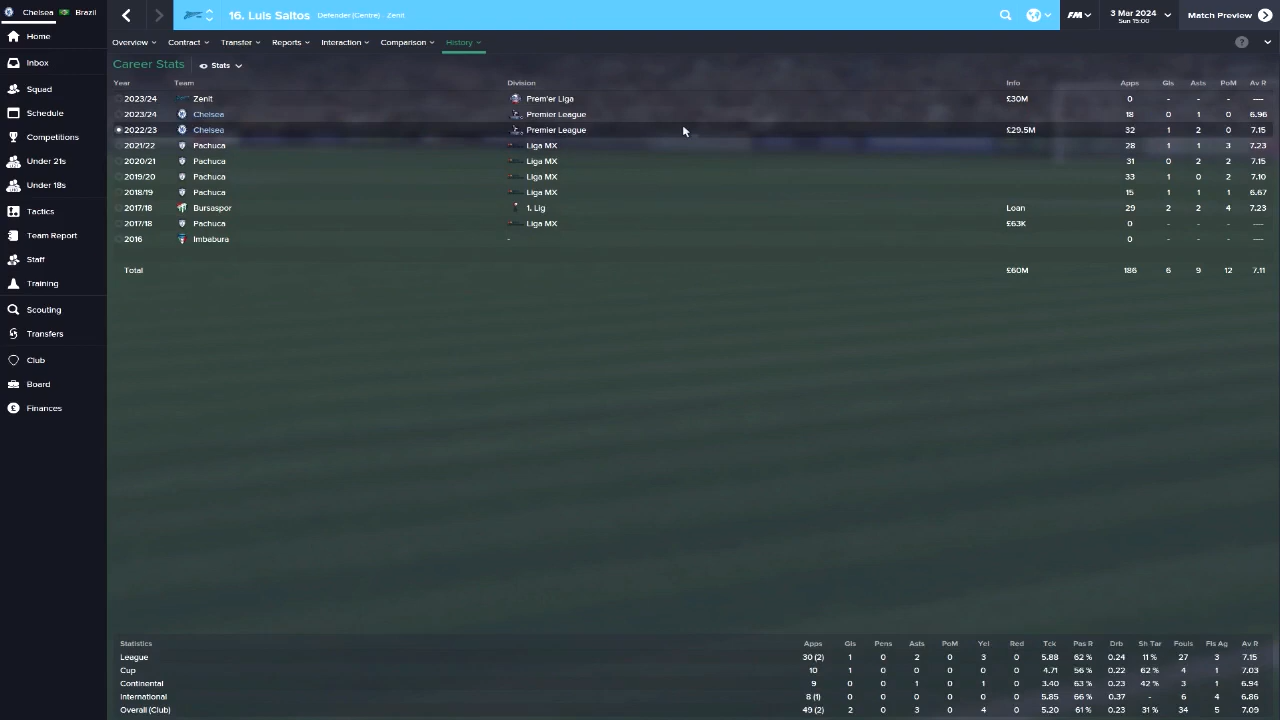 Chelsea Brazil 16. Luis Saltos Defender (Centre) - Zenit FM 3 Mar 2024 Sun 15:00 Match Preview
Home
Inbox
Squad
Schedule
Competitions
Under 21s
Under 18s
Tactics
Team Report
Staff
Training
Scouting
Transfers
Club
Board
Finances
Overview Contract Transfer Reports Interaction Comparison History ?
Career Stats Stats
Year Team Division Info Apps Gls Asts PoM Av R
2023/24 Zenit Prem'er Liga £30M 0 - - - ----
2023/24 Chelsea Premier League 18 0 1 0 6.96
2022/23 Chelsea Premier League £29.5M 32 1 2 0 7.15
2021/22 Pachuca Liga MX 28 1 1 3 7.23
2020/21 Pachuca Liga MX 31 0 2 2 7.15
2019/20 Pachuca Liga MX 33 1 0 2 7.10
2018/19 Pachuca Liga MX 15 1 1 1 6.67
2017/18 Bursaspor 1. Lig Loan 29 2 2 4 7.23
2017/18 Pachuca Liga MX £63K 0 - - - ----
2016 Imbabura - 0 - - - ----
Total £60M 186 6 9 12 7.11
Statistics Apps Gls Pens Asts PoM Yel Red Tck Pas R Drb Sh Tar Fouls Fls Ag Av R
League 30 (2) 1 0 2 0 3 0 5.88 62 % 0.24 11 % 27 3 7.15
Cup 10 1 0 0 0 0 0 4.71 56 % 0.22 62 % 4 1 7.03
Continental 9 0 0 1 0 1 0 3.40 63 % 0.23 42 % 3 1 6.94
International 8 (1) 0 0 0 0 0 0 5.85 66 % 0.37 - 6 4 6.86
Overall (Club) 49 (2) 2 0 3 0 4 0 5.20 61 % 0.23 31 % 34 5 7.09